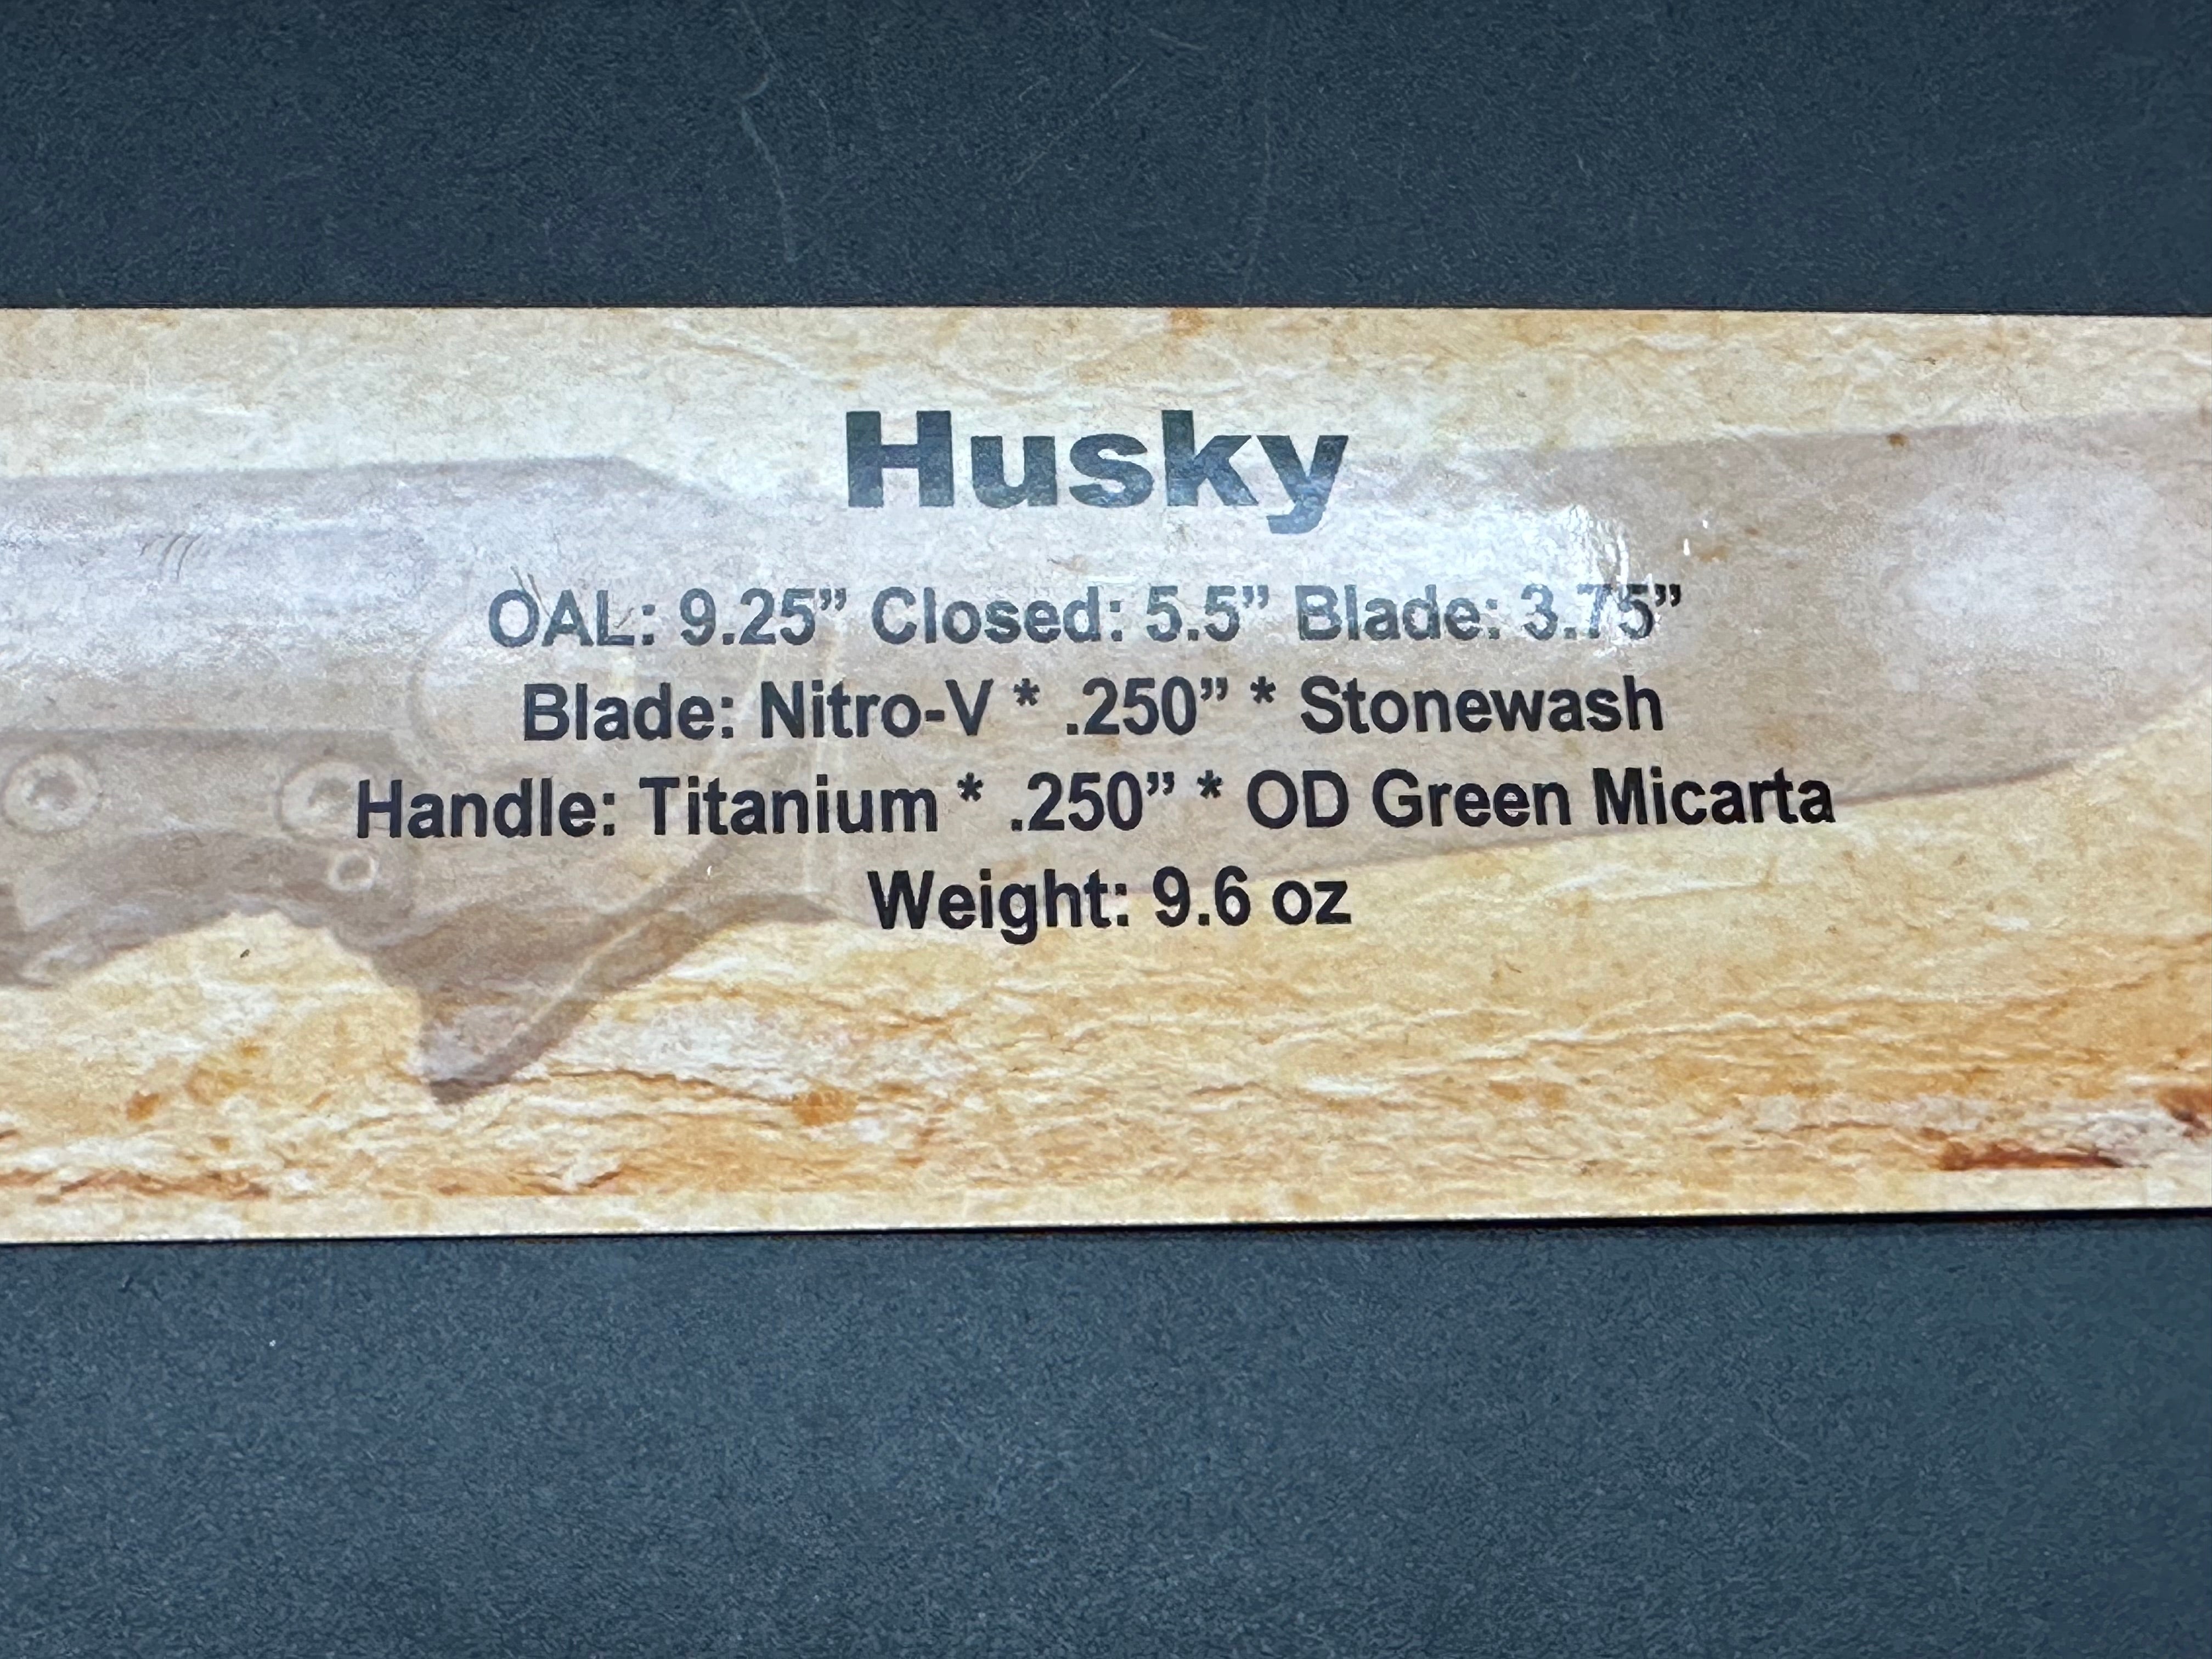 Husky
OAL: 9.25” Closed: 5.5” Blade: 3.75”
Blade: Nitro-V * .250” * Stonewash
Handle: Titanium * .250” * OD Green Micarta
Weight: 9.6 oz